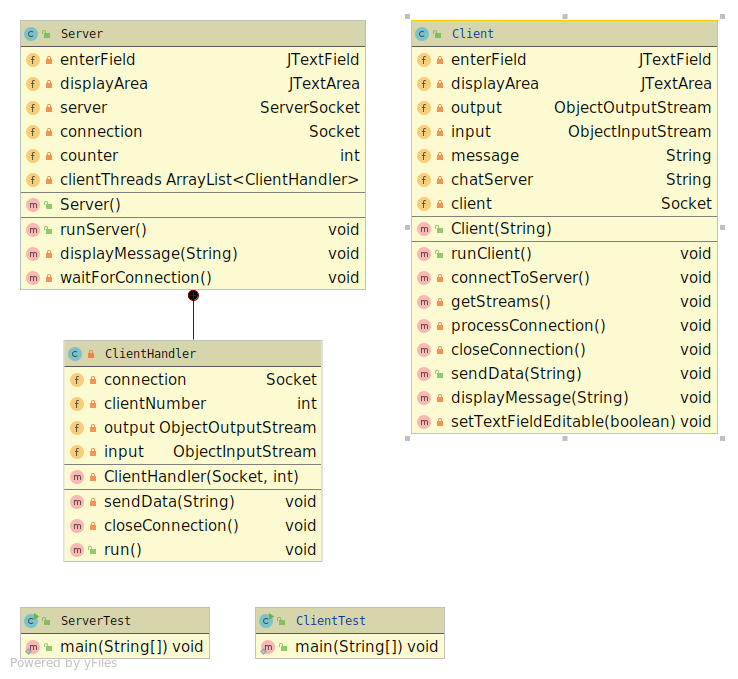 Server
enterField JTextField
displayArea JTextArea
server ServerSocket
connection Socket
counter int
clientThreads ArrayList<ClientHandler>
Server()
runServer() void
displayMessage(String) void
waitForConnection() void
Client
enterField JTextField
displayArea JTextArea
output ObjectOutputStream
input ObjectInputStream
message String
chatServer String
client Socket
Client(String)
runClient() void
connectToServer() void
getStreams() void
processConnection() void
closeConnection() void
sendData(String) void
displayMessage(String) void
setTextFieldEditable(boolean) void
ClientHandler
connection Socket
clientNumber int
output ObjectOutputStream
input ObjectInputStream
ClientHandler(Socket, int)
sendData(String) void
closeConnection() void
run() void
ServerTest
main(String[]) void
ClientTest
main(String[]) void
Powered by yFiles